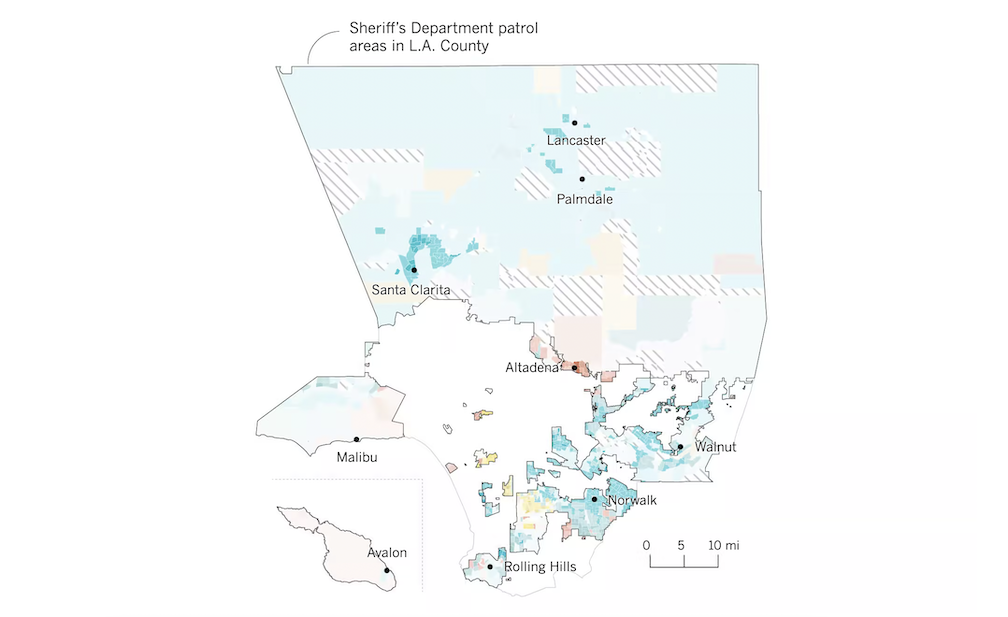 Sheriff's Department patrol
areas in L.A. County
Lancaster
Palmdale
Santa Clarita
Altadena
Malibu
Walnut
Norwalk
Avalon
0 5 10 mi
Rolling Hills